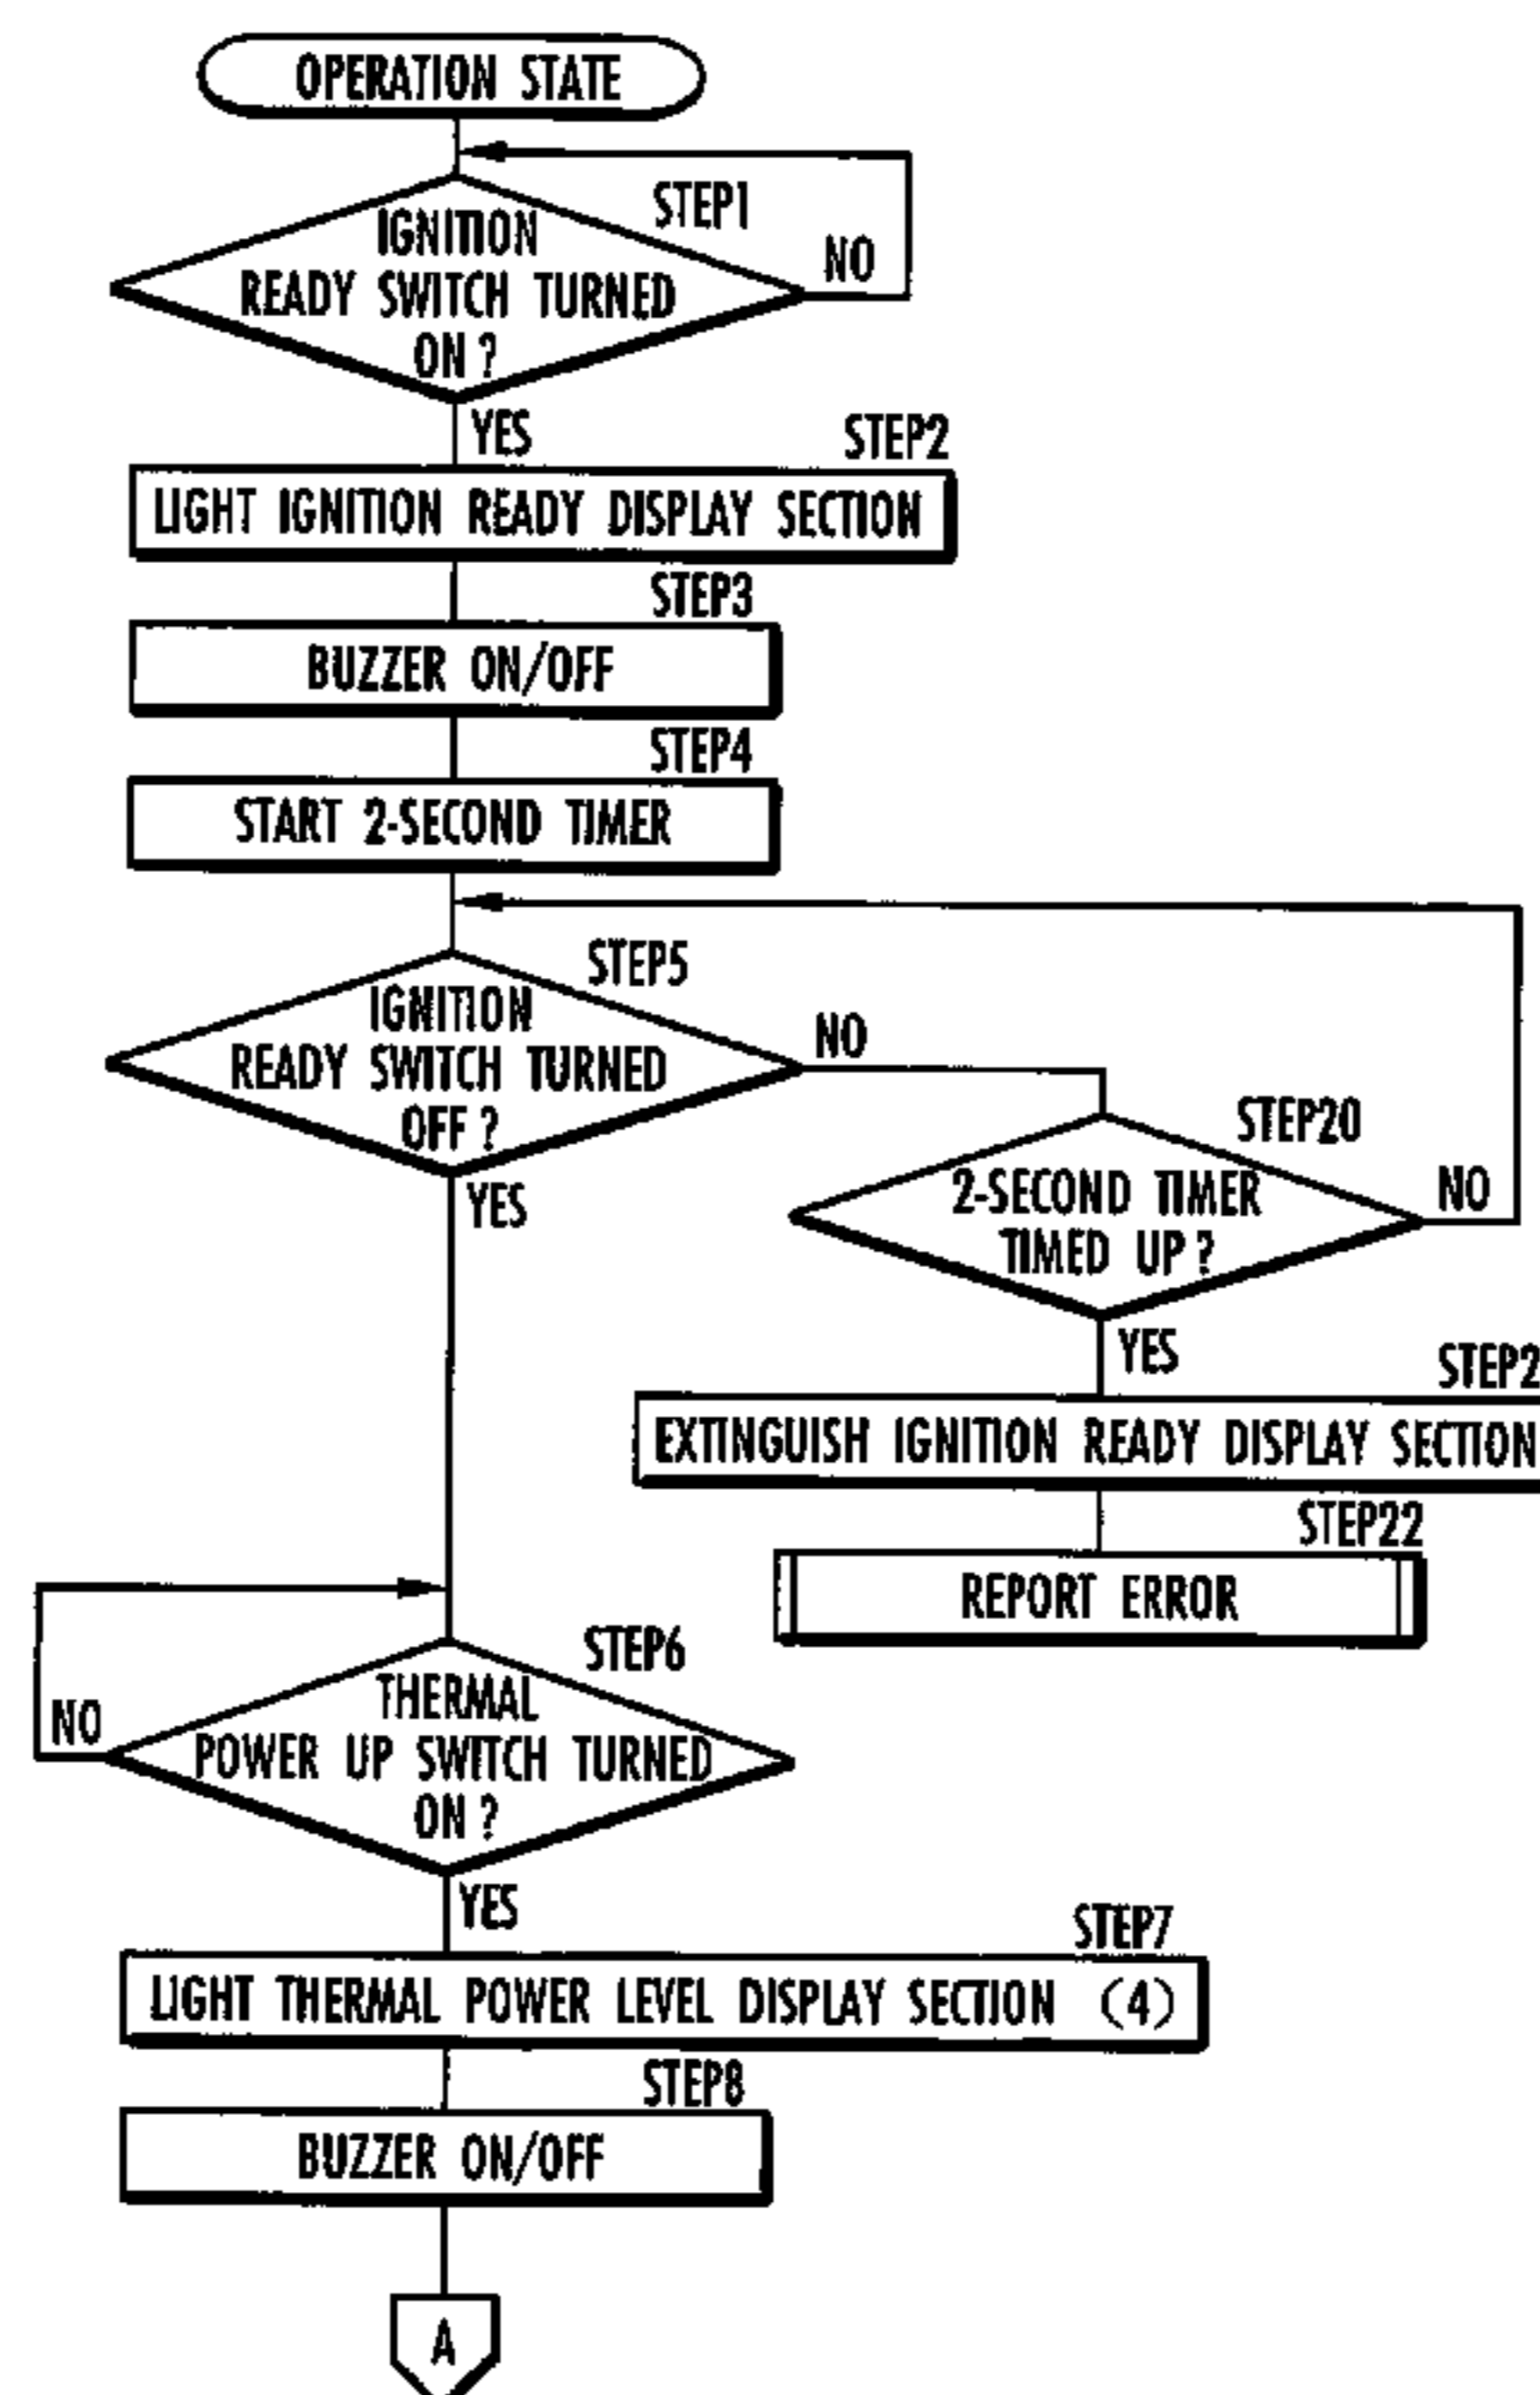 OPERATION STATE
STEP1
IGNITION
READY SWITCH TURNED
ON ?
NO
YES
STEP2
LIGHT IGNITION READY DISPLAY SECTION
STEP3
BUZZER ON/OFF
STEP4
START 2-SECOND TIMER
STEP5
IGNITION
READY SWITCH TURNED
OFF ?
NO
YES
STEP20
2-SECOND TIMER
TIMED UP ?
NO
YES
STEP2
EXTINGUISH IGNITION READY DISPLAY SECTION
STEP22
REPORT ERROR
STEP6
THERMAL
POWER UP SWITCH TURNED
ON ?
NO
YES
STEP7
LIGHT THERMAL POWER LEVEL DISPLAY SECTION (4)
STEP8
BUZZER ON/OFF
A